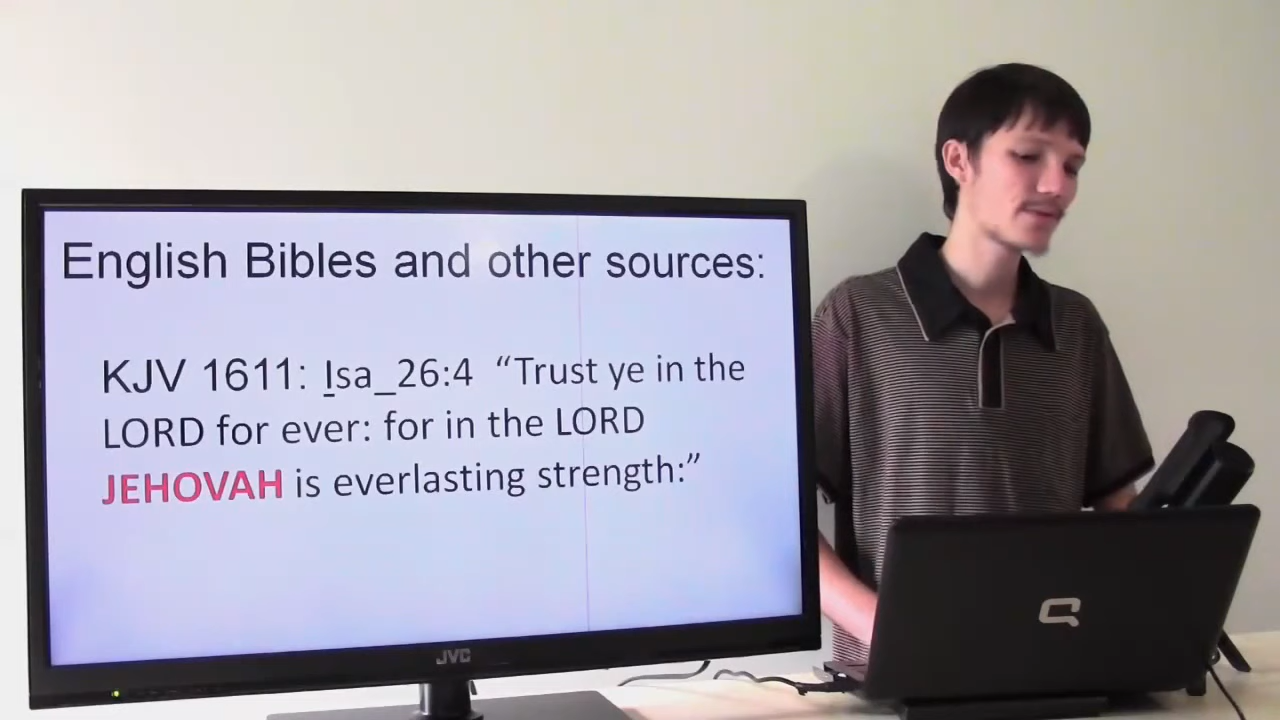 English Bibles and other sources:
KJV 1611: Isa_26:4 “Trust ye in the
LORD for ever: for in the LORD
JEHOVAH is everlasting strength:”
JVC